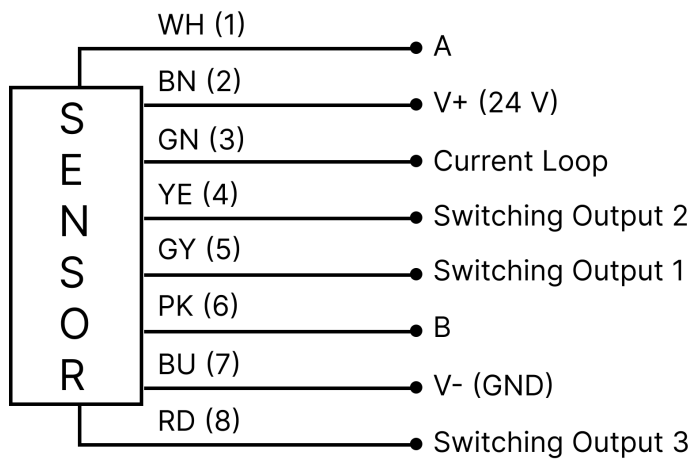 WH (1)
A
BN (2)
V+ (24 V)
GN (3)
Current Loop
YE (4)
Switching Output 2
GY (5)
Switching Output 1
PK (6)
B
BU (7)
V- (GND)
RD (8)
Switching Output 3
SENSOR